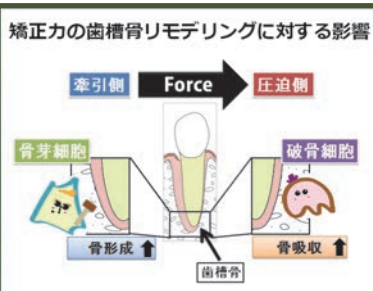 矯正力の歯槽骨リモデリングに対する影響
牽引側 Force 圧迫側
骨芽細胞 破骨細胞
骨形成 骨吸収
歯槽骨